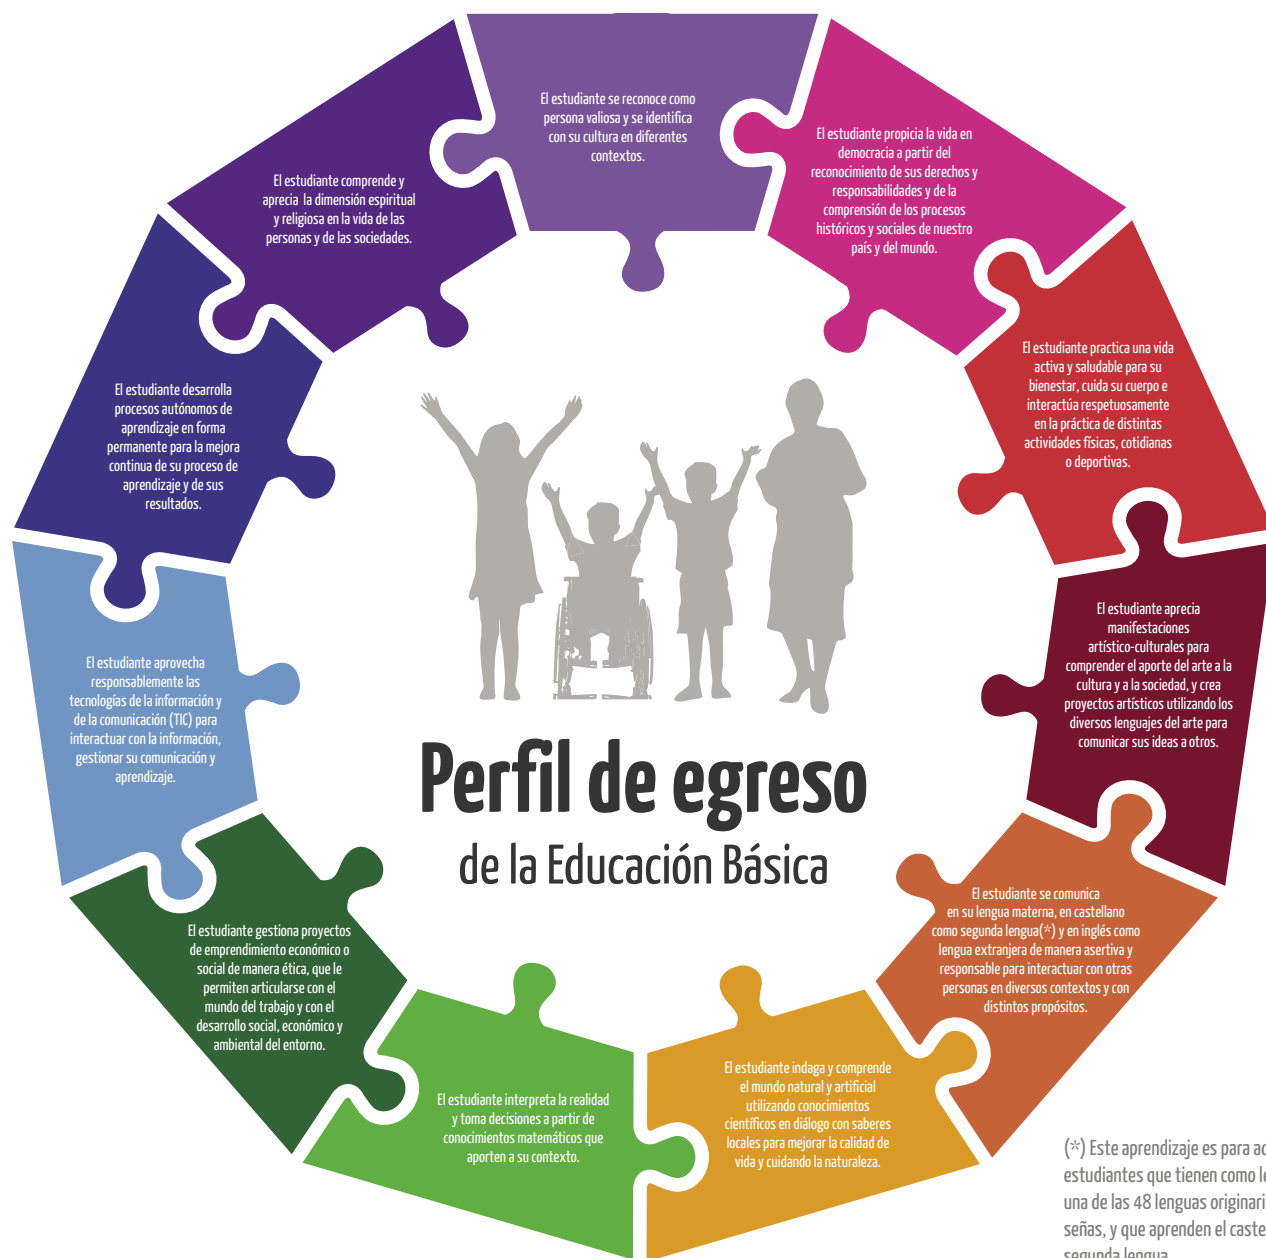 El estudiante se reconoce como
persona valiosa y se identifica
con su cultura en diferentes
contextos.
El estudiante propicia la vida en
democracia a partir del
reconocimiento de sus derechos y
responsabilidades y de la
comprensión de los procesos
históricos y sociales de nuestro
país y del mundo.
El estudiante practica una vida
activa y saludable para su
bienestar, cuida su cuerpo e
interactúa respetuosamente
en la práctica de distintas
actividades físicas, cotidianas
o deportivas.
El estudiante aprecia
manifestaciones
artístico-culturales para
comprender el aporte del arte a la
cultura y a la sociedad, y crea
proyectos artísticos utilizando los
diversos lenguajes del arte para
comunicar sus ideas a otros.
El estudiante se comunica
en su lengua materna, en castellano
como segunda lengua(*) y en inglés como
lengua extranjera de manera asertiva y
responsable para interactuar con otras
personas en diversos contextos y con
distintos propósitos.
El estudiante indaga y comprende
el mundo natural y artificial
utilizando conocimientos
científicos en diálogo con saberes
locales para mejorar la calidad de
vida y cuidando la naturaleza.
El estudiante interpreta la realidad
y toma decisiones a partir de
conocimientos matemáticos que
aporten a su contexto.
El estudiante gestiona proyectos
de emprendimiento económico o
social de manera ética, que le
permiten articularse con el
mundo del trabajo y con el
desarrollo social, económico y
ambiental del entorno.
El estudiante aprovecha
responsablemente las
tecnologías de la información y
de la comunicación (TIC) para
interactuar con la información,
gestionar su comunicación y
aprendizaje.
El estudiante desarrolla
procesos autónomos de
aprendizaje en forma
permanente para la mejora
continua de su proceso de
aprendizaje y de sus
resultados.
El estudiante comprende y
aprecia la dimensión espiritual
y religiosa en la vida de las
personas y de las sociedades.
Perfil de egreso
de la Educación Básica
(*) Este aprendizaje es para
estudiantes que tienen como
una de las 48 lenguas
señas, y que aprenden el
segunda lengua